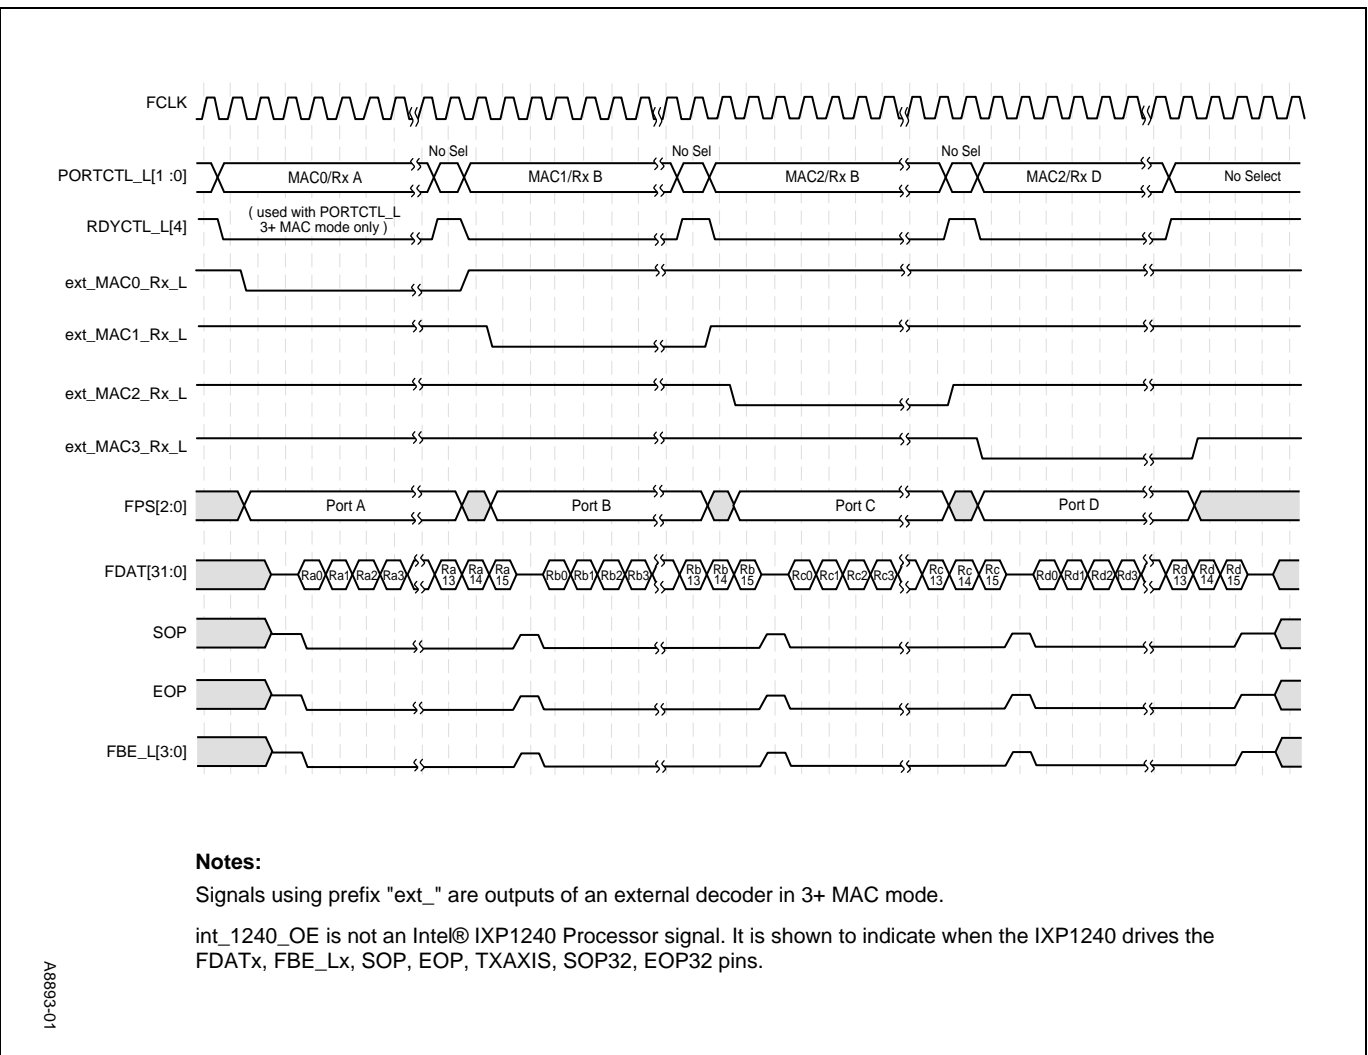 FCLK
No Sel No Sel No Sel
PORTCTL_L[1 :0] MAC0/Rx A MAC1/Rx B MAC2/Rx B MAC2/Rx D No Select
( used with PORTCTL_L
RDYCTL_L[4]
3+ MAC mode only )
ext_MAC0_Rx_L
ext_MAC1_Rx_L
ext_MAC2_Rx_L
ext_MAC3_Rx_L
FPS[2:0] Port A Port B Port C Port D
FDAT[31:0] Ra0 Ra1 Ra2 Ra3 Ra 13 Ra 14 Ra 15 Rb0 Rb1 Rb2 Rb3 Rb 13 Rb 14 Rb 15 Rc0 Rc1 Rc2 Rc3 Rc 13 Rc 14 Rc 15 Rd0 Rd1 Rd2 Rd3 Rd 13 Rd 14 Rd 15
SOP
EOP
FBE_L[3:0]
Notes:
Signals using prefix "ext_" are outputs of an external decoder in 3+ MAC mode.
int_1240_OE is not an Intel® IXP1240 Processor signal. It is shown to indicate when the IXP1240 drives the
FDATx, FBE_Lx, SOP, EOP, TXAXIS, SOP32, EOP32 pins.
A8893-01